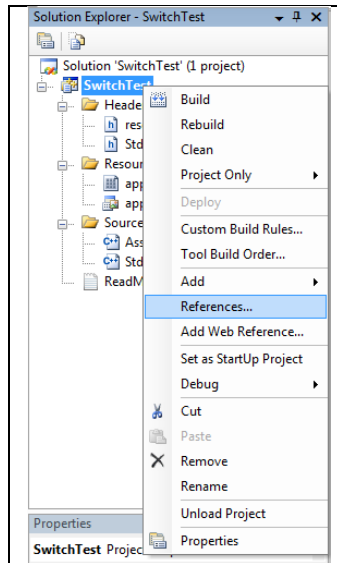 Solution Explorer - SwitchTest
Solution 'SwitchTest' (1 project)
SwitchTest
Heade
res
Std
Resour
app
app
Source
Ass
Std
ReadM
Build
Rebuild
Clean
Project Only
Deploy
Custom Build Rules...
Tool Build Order...
Add
References...
Add Web Reference...
Set as StartUp Project
Debug
Cut
Paste
Remove
Rename
Unload Project
Properties
Properties
SwitchTest Projec